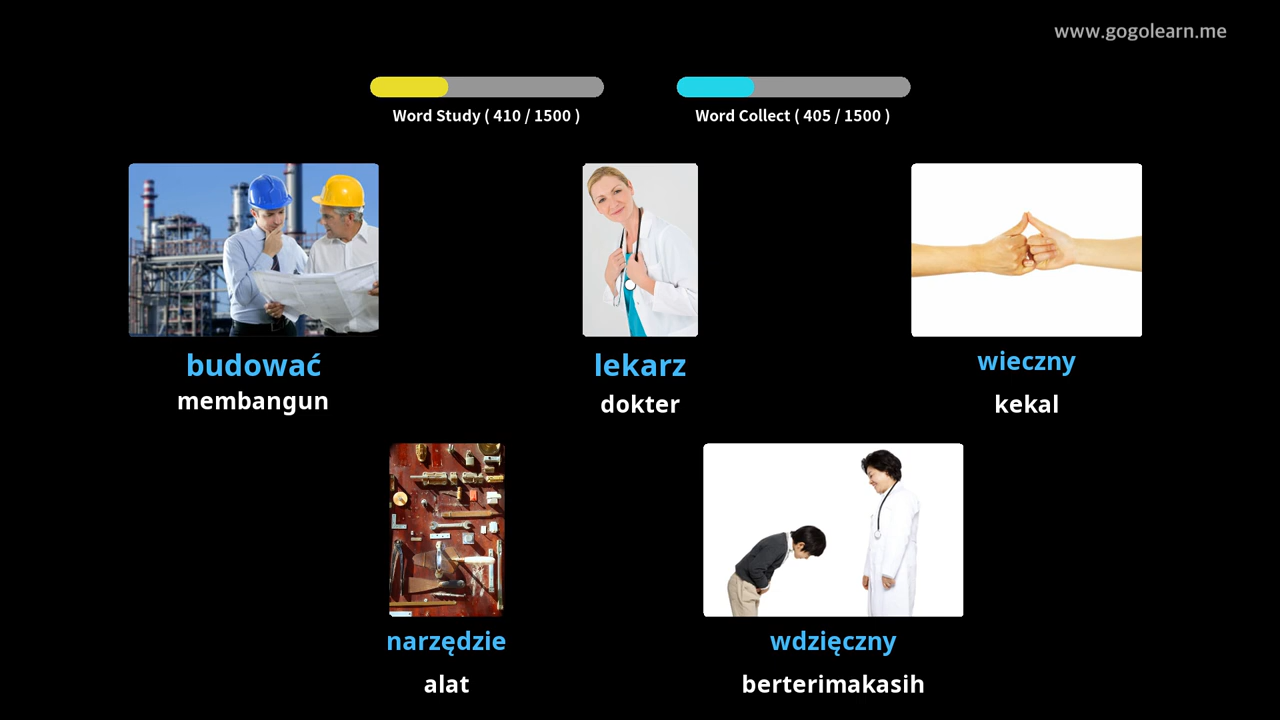 www.gogolearn.me
Word Study ( 410 / 1500 )
Word Collect ( 405 / 1500 )
budować
membangun
lekarz
dokter
wieczny
kekal
narzędzie
alat
wdzięczny
berterimakasih